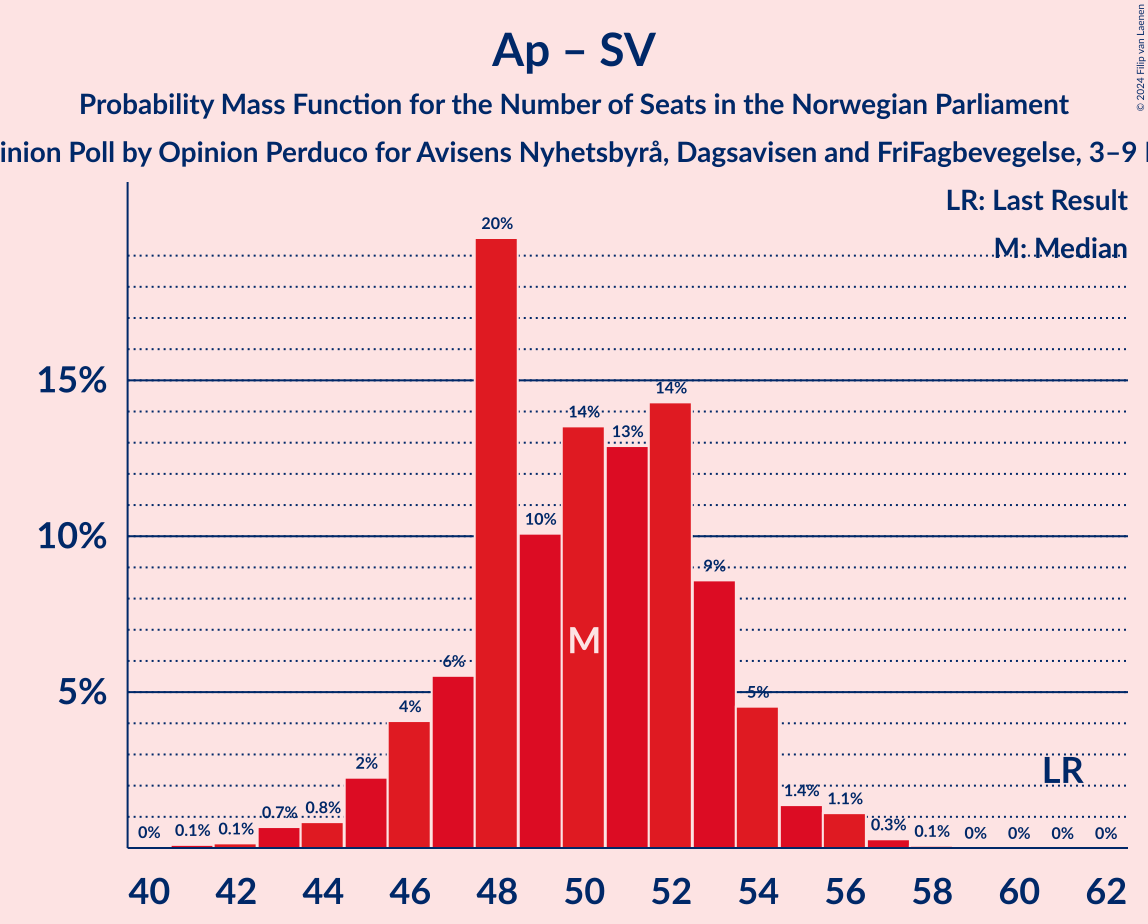 Ap – SV
Probability Mass Function for the Number of Seats in the Norwegian Parliament
inion Poll by Opinion Perduco for Avisens Nyhetsbyrå, Dagsavisen and FriFagbevegelse, 3–9
© 2024 Filip van Laenen
LR: Last Result
M: Median
20%
15%
14%
14%
13%
10%
10%
9%
M
6%
5%
5%
4%
LR
2%
1.4%
1.1%
0.7%
0.8%
0.3%
0%
0.1%
0.1%
0.1%
0%
0%
0%
0%
40 42 44 46 48 50 52 54 56 58 60 62